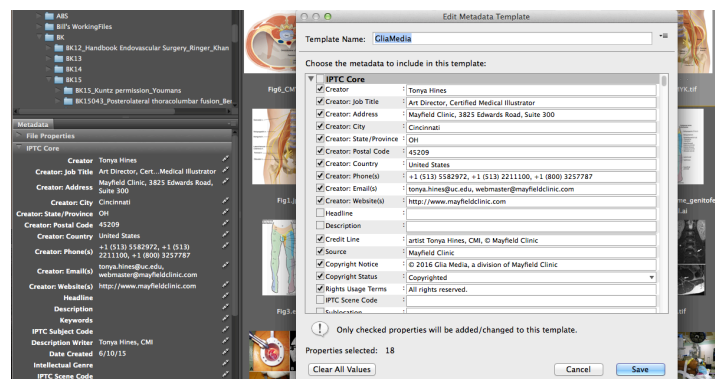 ABS
Bill's WorkingFiles
BK
BK12_Handbook Endovascular Surgery_Ringer_Khan
BK13
BK14
BK15
BK15_Kuntz permission_Youmans
BK15043_Posterolateral thoracolumbar fusion_Be
Metadata
File Properties
IPTC Core
Creator Tonya Hines
Creator: Job Title Art Director, Cert...Medical Illustrator
Creator: Address Mayfield Clinic, 3825 Edwards Road,
Suite 300
Creator: City Cincinnati
Creator: State/Province OH
Creator: Postal Code 45209
Creator: Country United States
Creator: Phone(s) +1 (513) 5582972, +1 (513)
2211100, +1 (800) 3257787
Creator: Email(s) tonya.hines@uc.edu,
webmaster@mayfieldclinic.com
Creator: Website(s) http://www.mayfieldclinic.com
Headline
Description
Keywords
IPTC Subject Code
Description Writer Tonya Hines, CMI
Date Created 6/10/15
Intellectual Genre
IPTC Scene Code
Fig6_CM
Fig1.j
Fig3.e
Edit Metadata Template
Template Name: GliaMedia
Choose the metadata to include in this template:
IPTC Core
Creator : Tonya Hines
Creator: Job Title : Art Director, Certified Medical Illustrator
Creator: Address : Mayfield Clinic, 3825 Edwards Road, Suite 300
Creator: City : Cincinnati
Creator: State/Province : OH
Creator: Postal Code : 45209
Creator: Country : United States
Creator: Phone(s) : +1 (513) 5582972, +1 (513) 2211100, +1 (800) 3257787
Creator: Email(s) : tonya.hines@uc.edu, webmaster@mayfieldclinic.com
Creator: Website(s) : http://www.mayfieldclinic.com
Headline :
Description :
Credit Line : artist Tonya Hines, CMI, © Mayfield Clinic
Source : Mayfield Clinic
Copyright Notice : © 2016 Glia Media, a division of Mayfield Clinic
Copyright Status : Copyrighted
Rights Usage Terms : All rights reserved.
IPTC Scene Code :
Sublocation :
Only checked properties will be added/changed to this template.
Properties selected: 18
Clear All Values
Cancel
Save
YK.tif
me_genitofe
l.ai
.tif